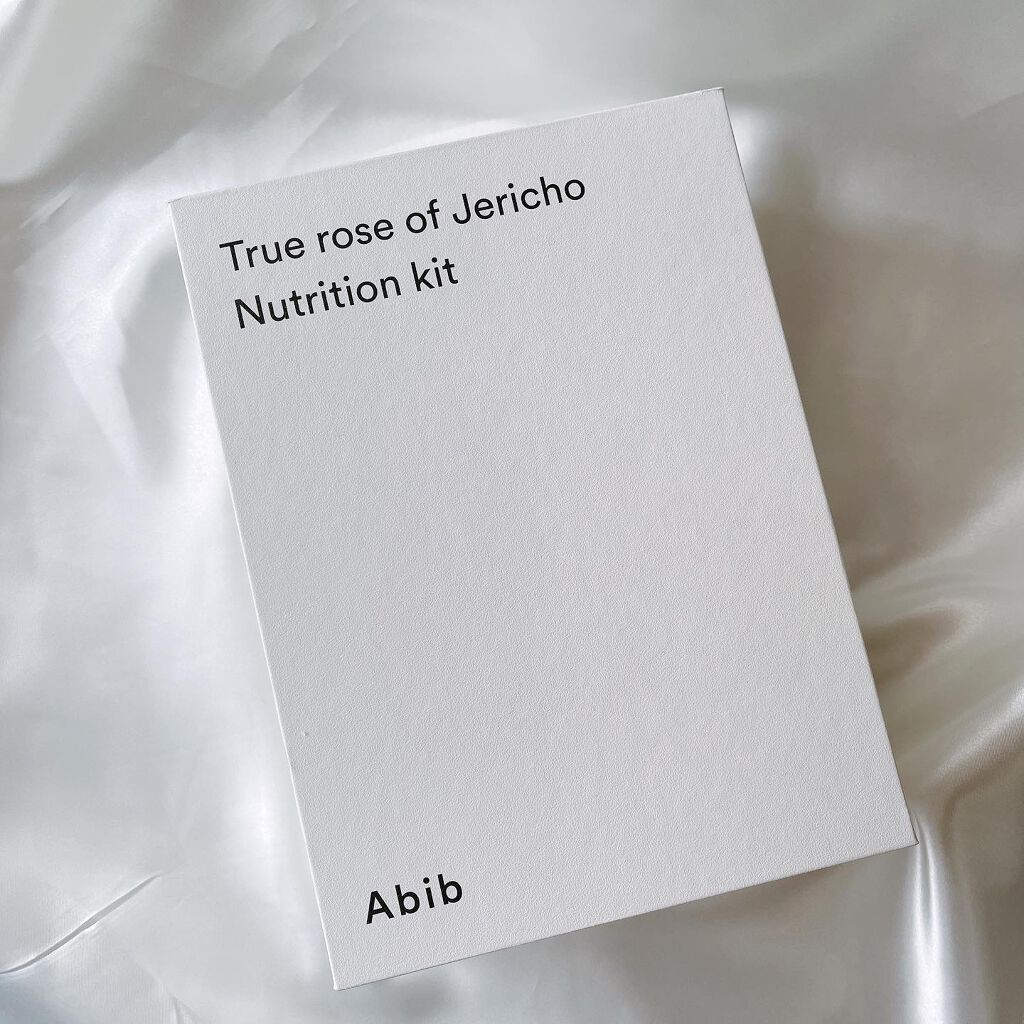 True rose of Jericho
Nutrition kit
Abib